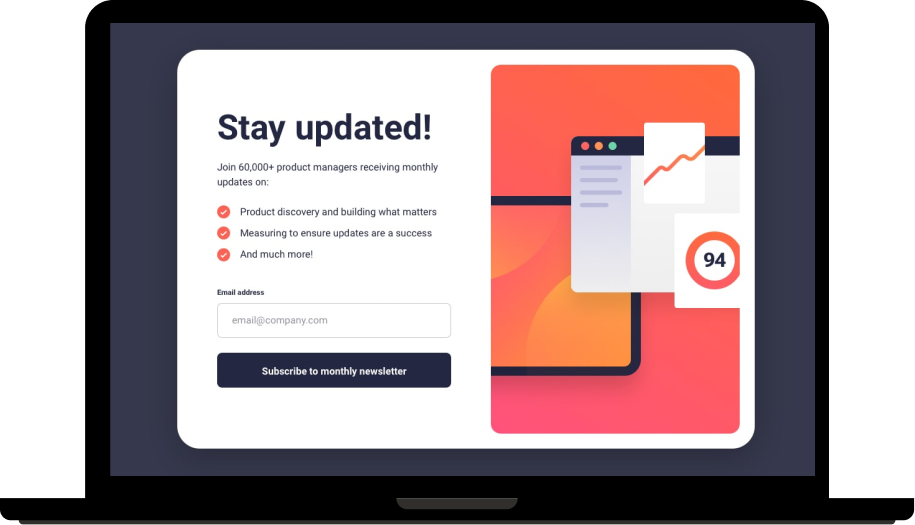 Stay updated!
Join 60,000+ product managers receiving monthly
updates on:
Product discovery and building what matters
Measuring to ensure updates are a success
And much more!
Email address
email@company.com
Subscribe to monthly newsletter
94